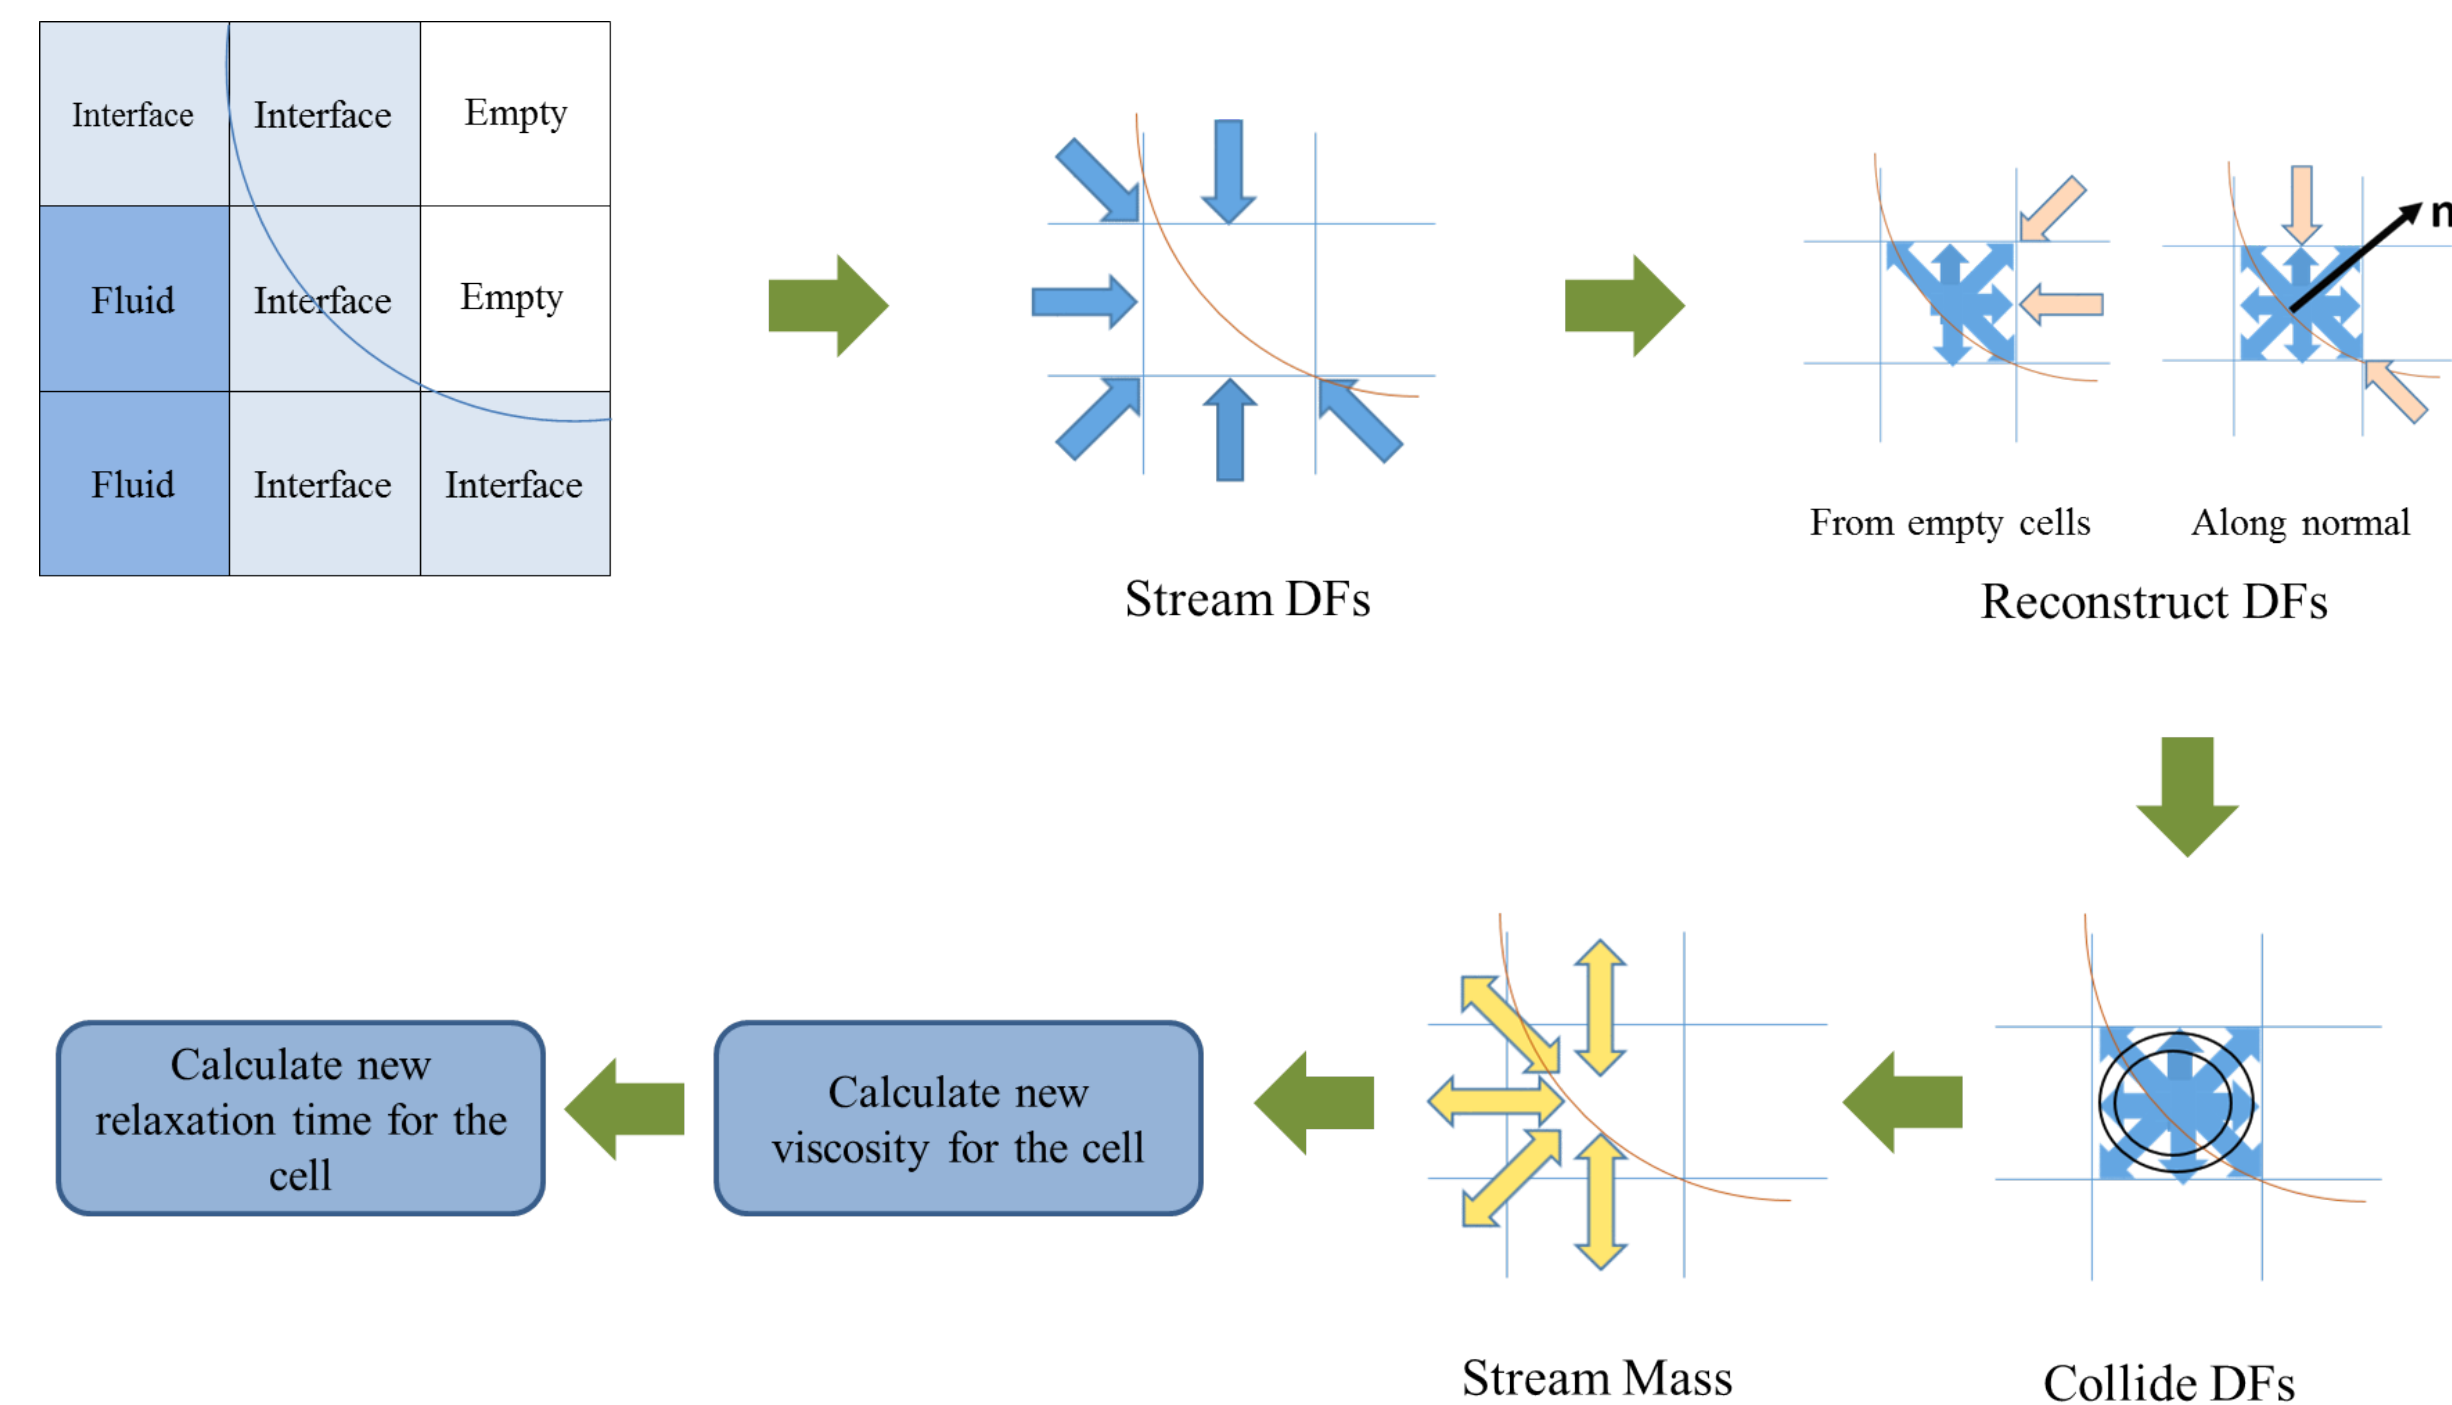 Interface Interface Empty
Fluid Interface Empty
Fluid Interface Interface
n
From empty cells Along normal
Stream DFs
Reconstruct DFs
Calculate new
relaxation time for the
cell
Calculate new
viscosity for the cell
Stream Mass
Collide DFs